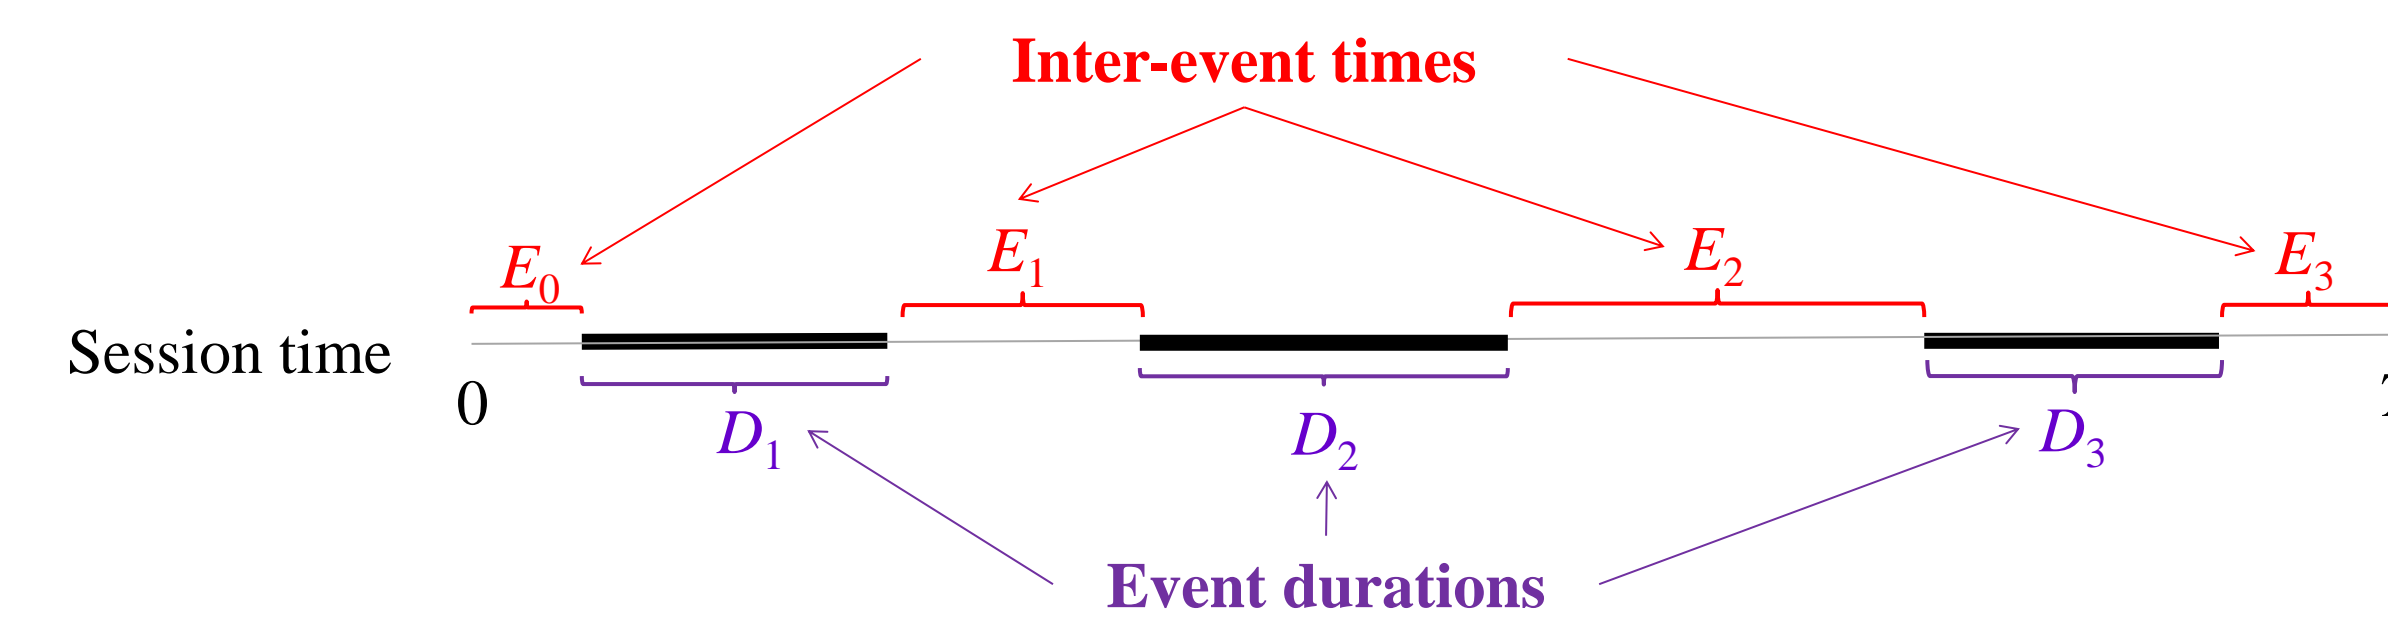 Inter-event times
E₀ E₁ E₂ E₃
Session time
0
D₁ D₂ D₃
Event durations